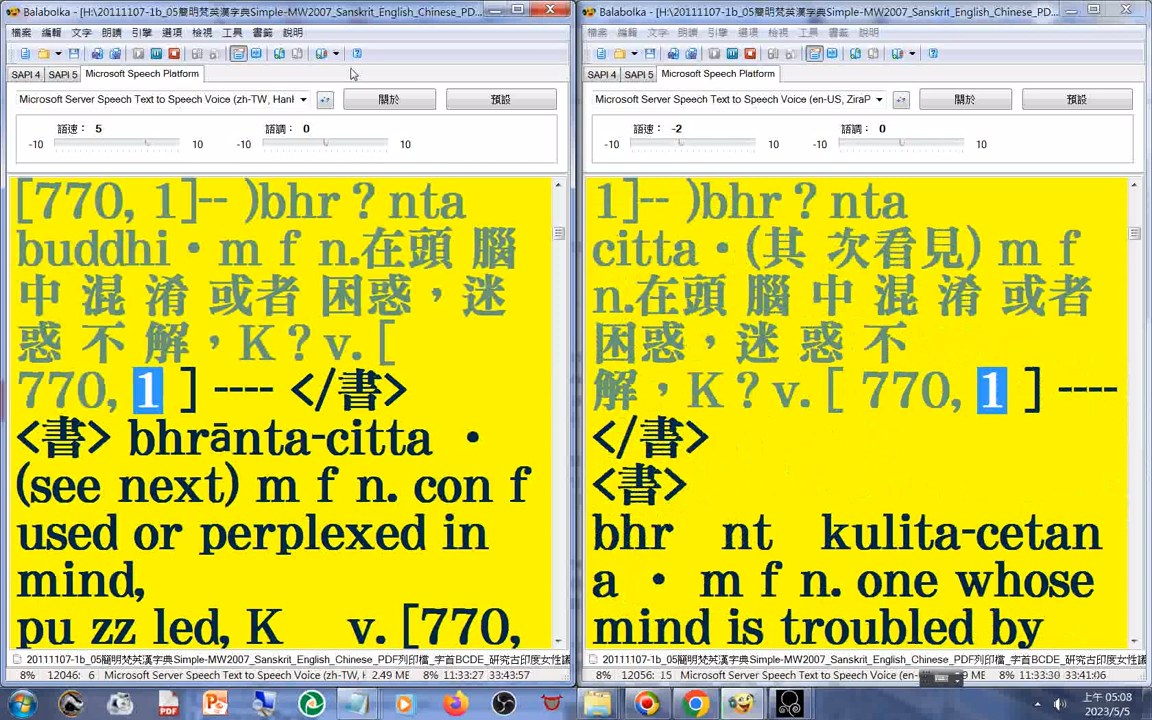 Balabolka - [H:\20111107-1b_05簡明梵英漢字典Simple-MW2007_Sanskrit_English_Chinese_PD...
檔案 編輯 文字 朗讀 引擎 選項 檢視 工具 書籤 說明
SAPI 4 SAPI 5 Microsoft Speech Platform
Microsoft Server Speech Text to Speech Voice (zh-TW, Hanl
關於
預設
語速： 5 語調： 0
-10 10 -10 10
[770, 1]-- )bhr？nta
buddhi・m f n.在頭 腦
中 混 淆 或者 困惑，迷
惑 不 解，K？v. [
770, 1 ] ---- </書>
<書> bhrānta-citta ・
(see next) m f n. con f
used or perplexed in
mind,
pu zz led, K v. [770,
20111107-1b_05簡明梵英漢字典Simple-MW2007_Sanskrit_English_Chinese_PDF列印檔_字首BCDE_研究古印度女性議
8% 12046: 6 Microsoft Server Speech Text to Speech Voice (zh-TW, 2.49 ME 8% 11:33:27 33:43:57
Balabolka - [H:\20111107-1b_05簡明梵英漢字典Simple-MW2007_Sanskrit_English_Chinese_PD...
檔案 編輯 文字 朗讀 引擎 選項 檢視 工具 書籤 說明
SAPI 4 SAPI 5 Microsoft Speech Platform
Microsoft Server Speech Text to Speech Voice (en-US, ZiraP
關於
預設
語速： -2 語調： 0
-10 10 -10 10
1]-- )bhr？nta
citta・(其 次看見) m f
n.在頭 腦 中 混 淆 或者
困惑，迷 惑 不
解，K？v. [ 770, 1 ] ----
</書>
<書>
bhr nt kulita-cetan
a ・ m f n. one whose
mind is troubled by
20111107-1b_05簡明梵英漢字典Simple-MW2007_Sanskrit_English_Chinese_PDF列印檔_字首BCDE_研究古印度女性議
8% 12056: 15 Microsoft Server Speech Text to Speech Voice (en-US, 9 ME 8% 11:33:30 33:41:06
PDF
上午 05:08
2023/5/5